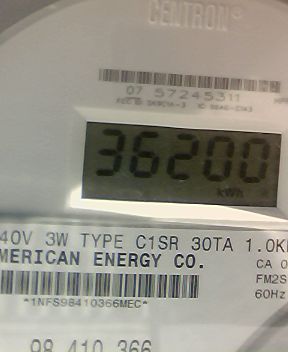 CENTRON®
07 57245311
36200
kWh
40V 3W TYPE C1SR 30TA 1.0K
MERICAN ENERGY CO.
CA 0
FM2S
60Hz
*1NFS98410366MEC*
98 410 366